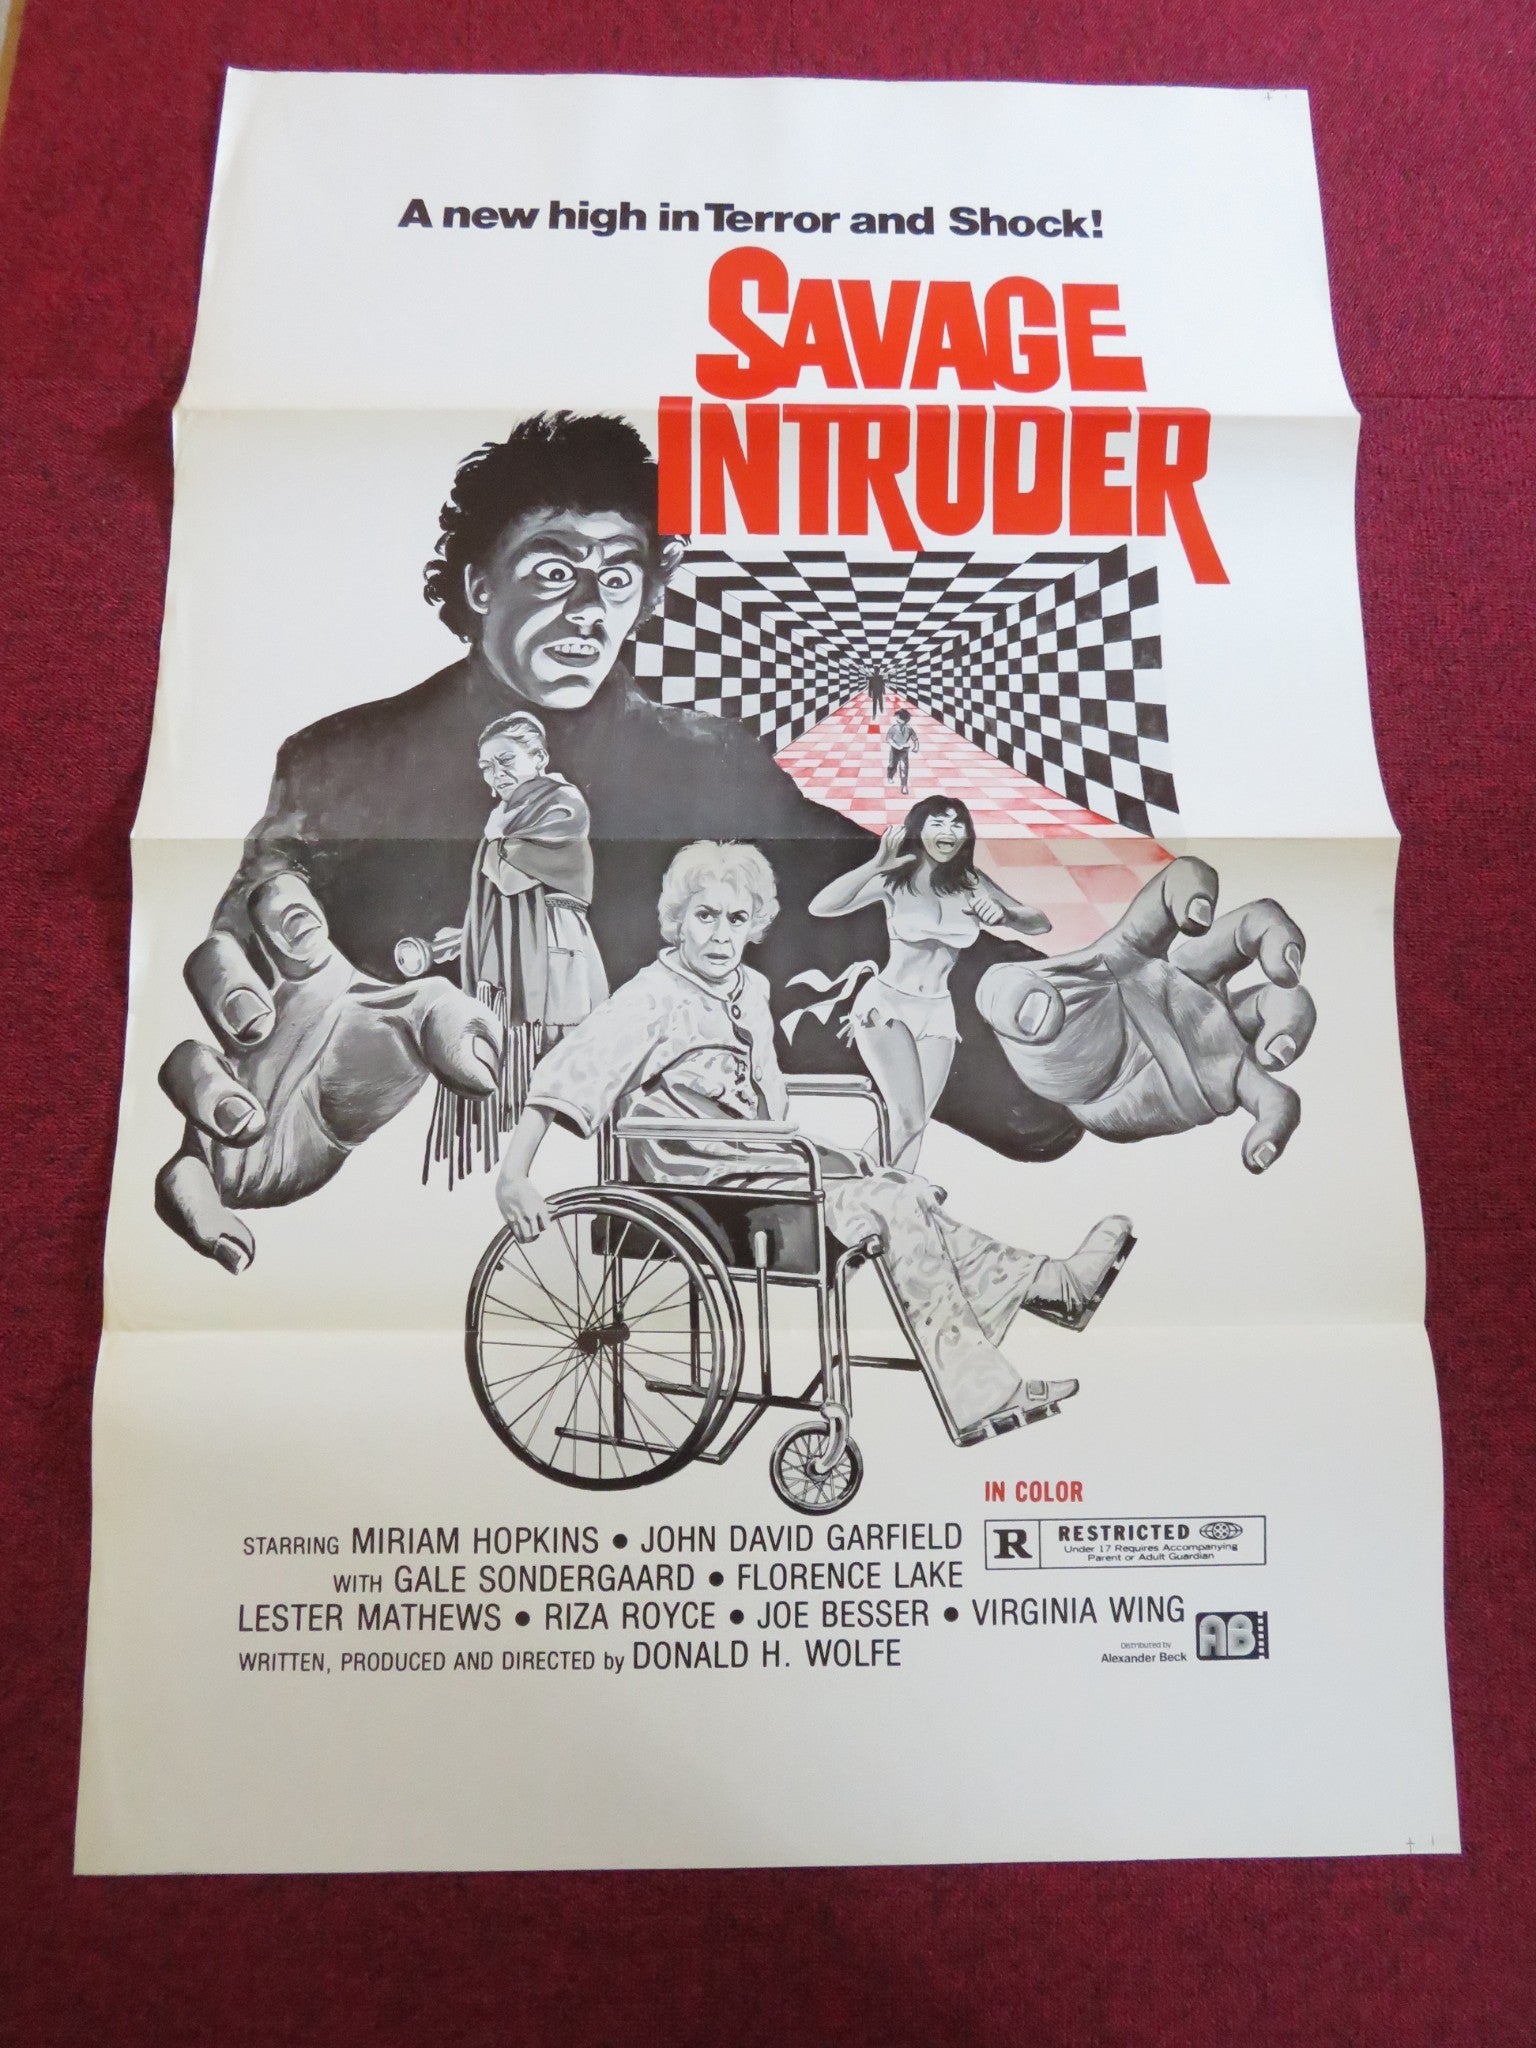 A new high in Terror and Shock!
SAVAGE
INTRUDER
IN COLOR
STARRING MIRIAM HOPKINS • JOHN DAVID GARFIELD
WITH GALE SONDERGAARD • FLORENCE LAKE
LESTER MATHEWS • RIZA ROYCE • JOE BESSER • VIRGINIA WING
WRITTEN, PRODUCED AND DIRECTED by DONALD H. WOLFE
R
RESTRICTED
Under 17 Requires Accompanying
Parent or Adult Guardian
Distributed by
Alexander Beck
AB